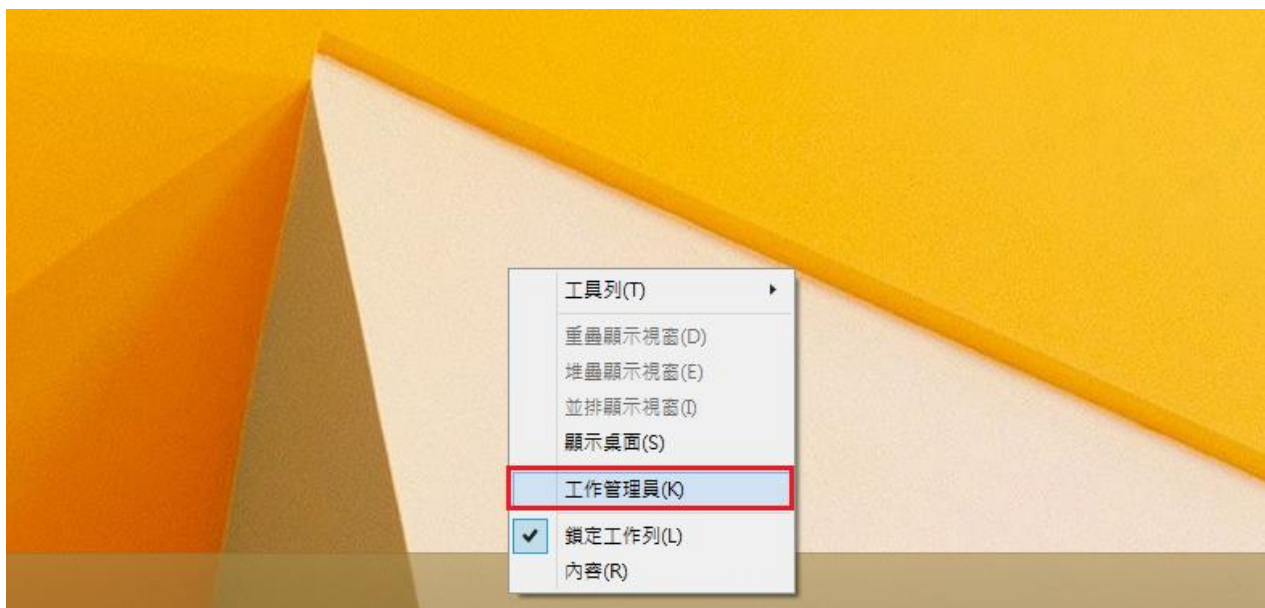 工具列(T)
重疊顯示視窗(D)
堆疊顯示視窗(E)
並排顯示視窗(I)
顯示桌面(S)
工作管理員(K)
鎖定工作列(L)
內容(R)